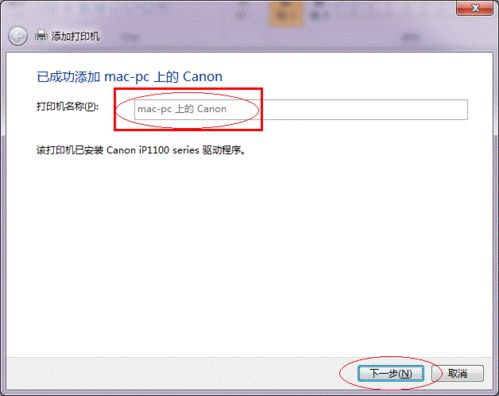 添加打印机
已成功添加 mac-pc 上的 Canon
打印机名称(P):
mac-pc 上的 Canon
该打印机已安装 Canon iP1100 series 驱动程序。
下一步(N)
取消